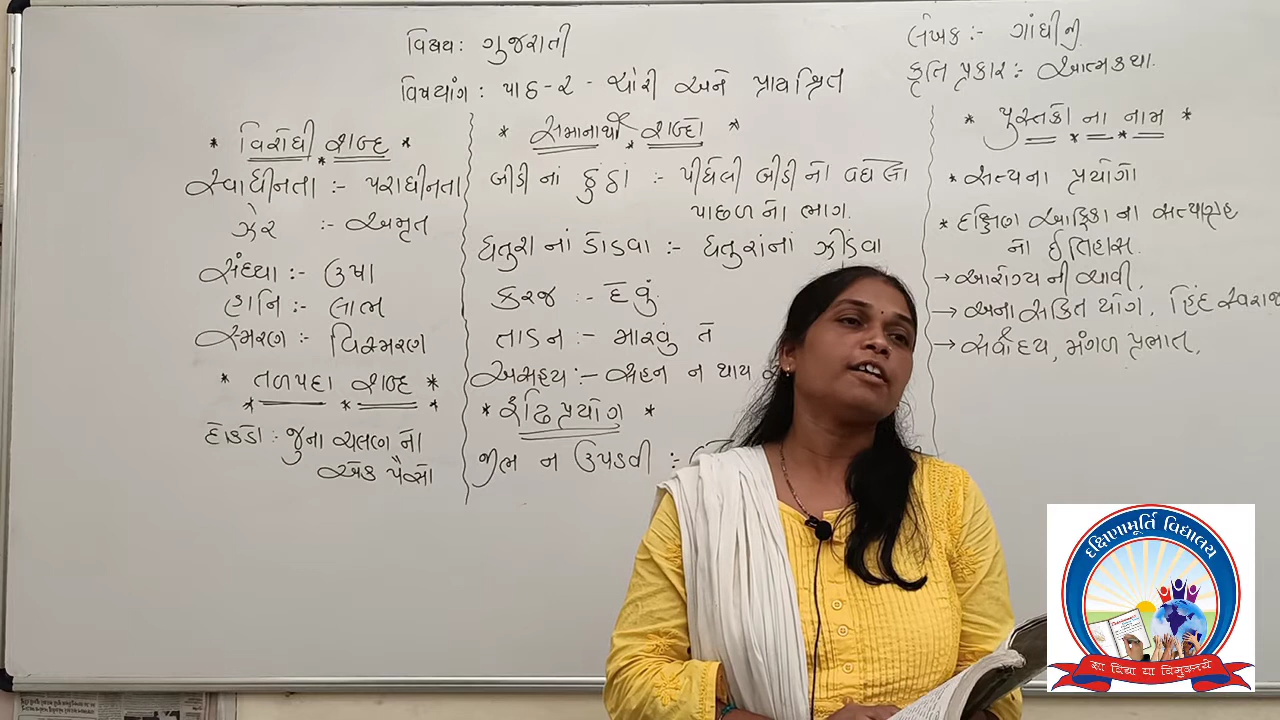 વિષય: ગુજરાતી
વિષયાંગ: પાઠ-૨ - ચોરી અને પ્રાયશ્ચિત
લેખક:- ગાંધીજી
કૃતિ પ્રકાર:- આત્મકથા.
* વિરોધી શબ્દ *
સ્વાધીનતા :- પરાધીનતા
ઝેર :- અમૃત
સંધ્યા :- ઉષા
હાનિ :- લાભ
સ્મરણ :- વિસ્મરણ
* તળપદા શબ્દ *
દોકડો : જુના ચલણ નો
એક પૈસો
* સમાનાર્થી શબ્દો *
બીડી નાં ઠુંઠાં :- પીધેલી બીડી નો વધેલો
પાછળ નો ભાગ.
ધતુરા નાં ડોડવા :- ધતુરાંનાં ઝીંડવા
કરજ :- દેવું.
તાડન :- મારવું તે
અસહ્ય :- સહન ન થાય
* રૂઢિ પ્રયોગ *
જીભ ન ઉપડવી :-
* પુસ્તકો ના નામ *
* સત્યના પ્રયોગો
* દક્ષિણ આફ્રિકા ના સત્યાગ્રહ
નો ઈતિહાસ.
→ આરોગ્ય ની ચાવી,
→ અનાસકિત યોગ, હિંદ સ્વરાજ
→ સર્વોદય, મંગળ પ્રભાત,
દક્ષિણામૂર્તિ વિદ્યાલય
सा विद्या या विमुक्तये